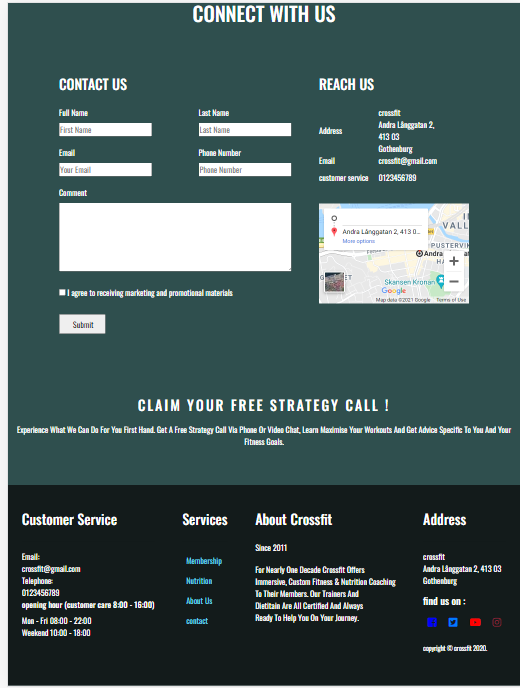 CONNECT WITH US
CONTACT US
Full Name
Last Name
First Name
Last Name
Email
Phone Number
Your Email
Phone Number
Comment
I agree to receiving marketing and promotional materials
Submit
REACH US
Address
crossfit
Andra Långgatan 2,
413 03
Gothenburg
Email
crossfit@gmail.com
customer service
0123456789
Andra Långgatan 2, 413 0...
More options
VALL
PUSTERVIK
Andra
at
HA
Skansen Kronan
Google
Map data ©2021 Google
Terms of Use
CLAIM YOUR FREE STRATEGY CALL !
Experience What We Can Do For You First Hand. Get A Free Strategy Call Via Phone Or Video Chat, Learn Maximise Your Workouts And Get Advice Specific To You And Your
Fitness Goals.
Customer Service
Email:
crossfit@gmail.com
Telephone:
0123456789
opening hour (customer care 8:00 - 16:00)
Mon - Fri 08:00 - 22:00
Weekend 10:00 - 18:00
Services
Membership
Nutrition
About Us
contact
About Crossfit
Since 2011
For Nearly One Decade Crossfit Offers
Immersive, Custom Fitness & Nutrition Coaching
To Their Members. Our Trainers And
Dietitain Are All Certified And Always
Ready To Help You On Your Journey.
Address
crossfit
Andra Långgatan 2, 413 03
Gothenburg
find us on :
copyright © crossfit 2020.